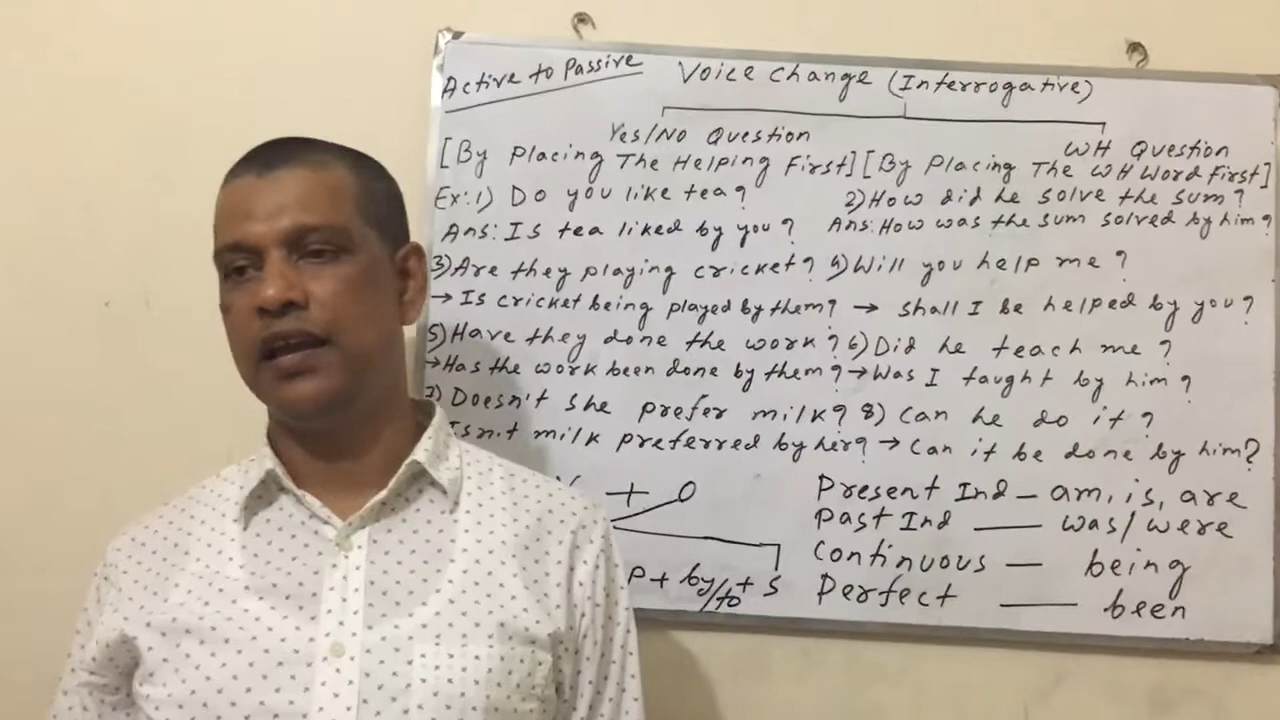 Active to Passive Voice Change (Interrogative)
Yes/No Question WH Question
[By Placing The Helping First] [By Placing The WH Word First]
Ex: 1) Do you like tea? 2) How did he solve the sum?
Ans: Is tea liked by you? Ans: How was the sum solved by him?
3) Are they playing cricket? 4) Will you help me?
→ Is cricket being played by them? → Shall I be helped by you?
5) Have they done the work? 6) Did he teach me?
→ Has the work been done by them? → Was I taught by him?
7) Doesn't she prefer milk? 8) Can he do it?
Isn't milk preferred by her? → Can it be done by him?
+ O Present Ind — am, is, are
Past Ind — was/were
Continuous — being
P + by/to + S Perfect — been